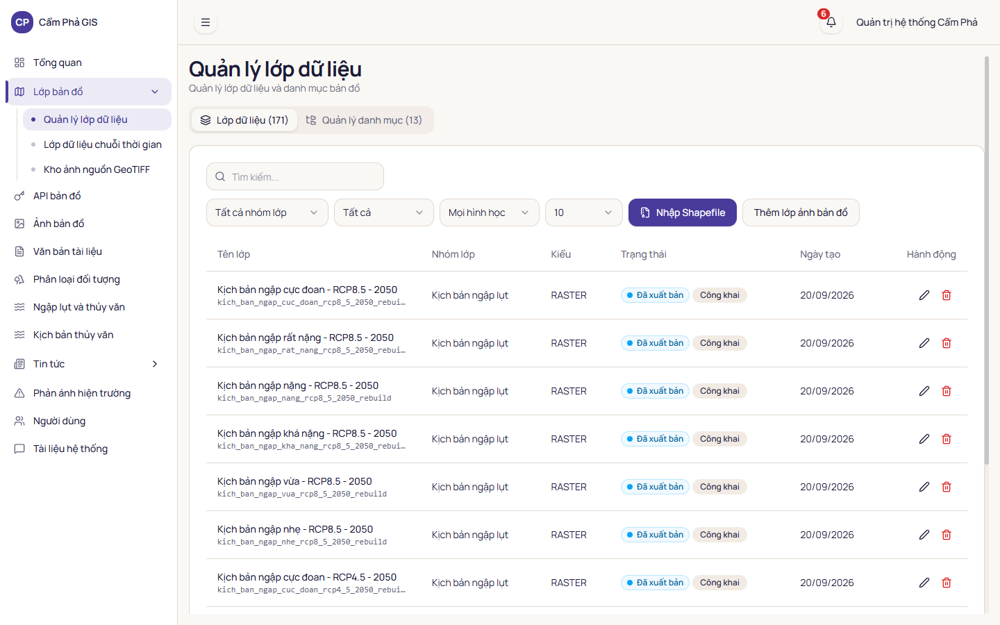 CP Cẩm Phả GIS
Tổng quan
Lớp bản đồ
Quản lý lớp dữ liệu
Lớp dữ liệu chuỗi thời gian
Kho ảnh nguồn GeoTIFF
API bản đồ
Ảnh bản đồ
Văn bản tài liệu
Phân loại đối tượng
Ngập lụt và thủy văn
Kịch bản thủy văn
Tin tức
Phản ánh hiện trường
Người dùng
Tài liệu hệ thống
6
Quản trị hệ thống Cẩm Phả
Quản lý lớp dữ liệu
Quản lý lớp dữ liệu và danh mục bản đồ
Lớp dữ liệu (171) Quản lý danh mục (13)
Tìm kiếm...
Tất cả nhóm lớp Tất cả Mọi hình học 10 Nhập Shapefile Thêm lớp ảnh bản đồ
Tên lớp Nhóm lớp Kiểu Trạng thái Ngày tạo Hành động
Kịch bản ngập cực đoan - RCP8.5 - 2050
kich_ban_ngap_cuc_doan_rcp8_5_2050_rebui…
Kịch bản ngập lụt RASTER Đã xuất bản Công khai 20/09/2026
Kịch bản ngập rất nặng - RCP8.5 - 2050
kich_ban_ngap_rat_nang_rcp8_5_2050_rebui…
Kịch bản ngập lụt RASTER Đã xuất bản Công khai 20/09/2026
Kịch bản ngập nặng - RCP8.5 - 2050
kich_ban_ngap_nang_rcp8_5_2050_rebuild
Kịch bản ngập lụt RASTER Đã xuất bản Công khai 20/09/2026
Kịch bản ngập khá nặng - RCP8.5 - 2050
kich_ban_ngap_kha_nang_rcp8_5_2050_rebui…
Kịch bản ngập lụt RASTER Đã xuất bản Công khai 20/09/2026
Kịch bản ngập vừa - RCP8.5 - 2050
kich_ban_ngap_vua_rcp8_5_2050_rebuild
Kịch bản ngập lụt RASTER Đã xuất bản Công khai 20/09/2026
Kịch bản ngập nhẹ - RCP8.5 - 2050
kich_ban_ngap_nhe_rcp8_5_2050_rebuild
Kịch bản ngập lụt RASTER Đã xuất bản Công khai 20/09/2026
Kịch bản ngập cực đoan - RCP4.5 - 2050
kich_ban_ngap_cuc_doan_rcp4_5_2050_rebui…
Kịch bản ngập lụt RASTER Đã xuất bản Công khai 20/09/2026